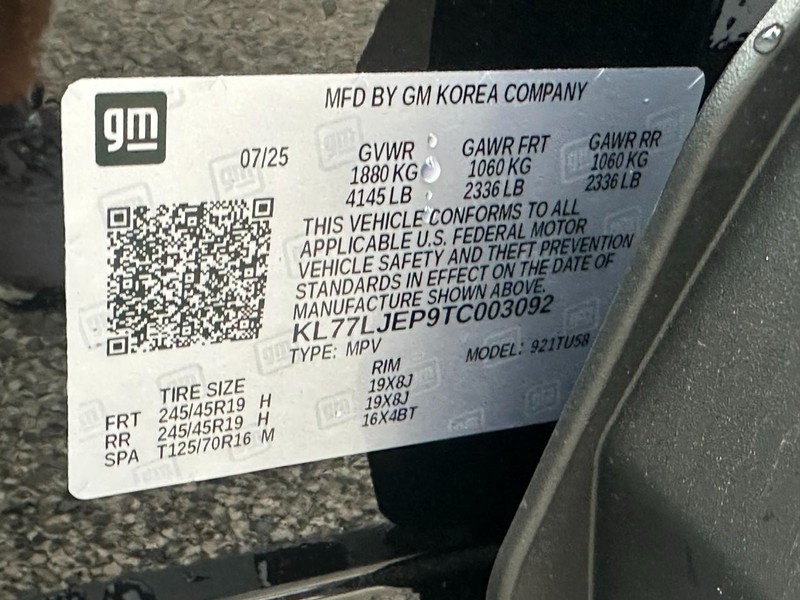 gm
MFD BY GM KOREA COMPANY
07/25
GVWR GAWR FRT GAWR RR
1880 KG 1060 KG 1060 KG
4145 LB 2336 LB 2336 LB
THIS VEHICLE CONFORMS TO ALL
APPLICABLE U.S. FEDERAL MOTOR
VEHICLE SAFETY AND THEFT PREVENTION
STANDARDS IN EFFECT ON THE DATE OF
MANUFACTURE SHOWN ABOVE.
KL77LJEP9TC003092
TYPE: MPV MODEL: 921TU58
TIRE SIZE RIM
FRT 245/45R19 H 19X8J
RR 245/45R19 H 19X8J
SPA T125/70R16 M 16X4BT